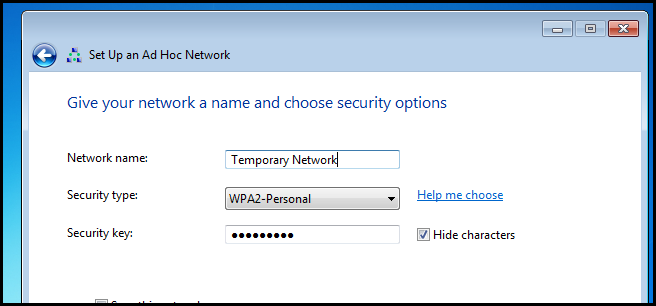 Set Up an Ad Hoc Network
Give your network a name and choose security options
Network name: Temporary Network
Security type: WPA2-Personal Help me choose
Security key: ●●●●●●●●● Hide characters